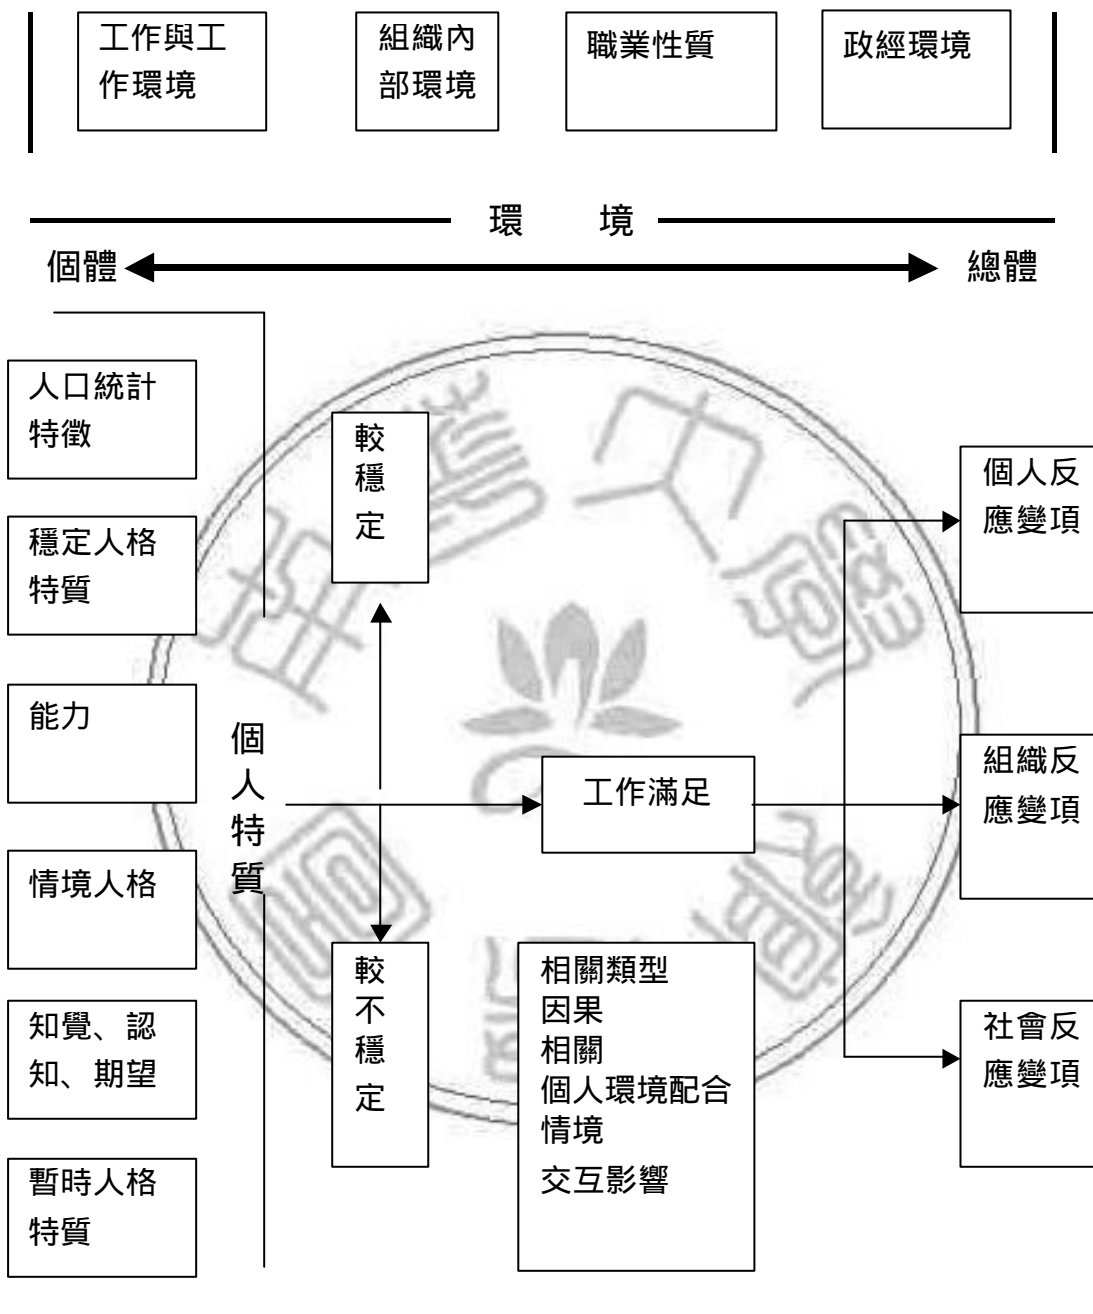 工作與工
作環境
組織內
部環境
職業性質
政經環境
環 境
個體
總體
人口統計
特徵
穩定人格
特質
能力
情境人格
知覺、認
知、期望
暫時人格
特質
個
人
特
質
較
穩
定
較
不
穩
定
工作滿足
相關類型
因果
相關
個人環境配合
情境
交互影響
個人反
應變項
組織反
應變項
社會反
應變項